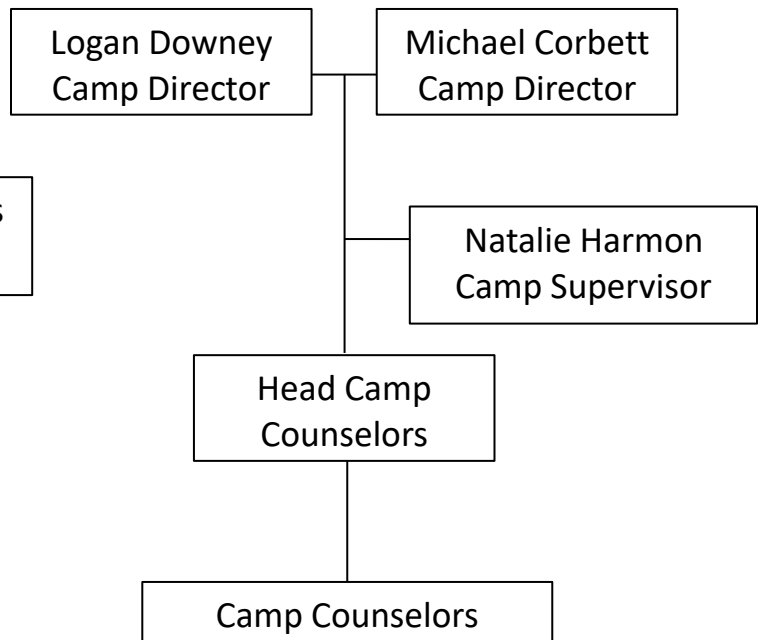 Logan Downey
Camp Director
Michael Corbett
Camp Director
Natalie Harmon
Camp Supervisor
Head Camp
Counselors
Camp Counselors